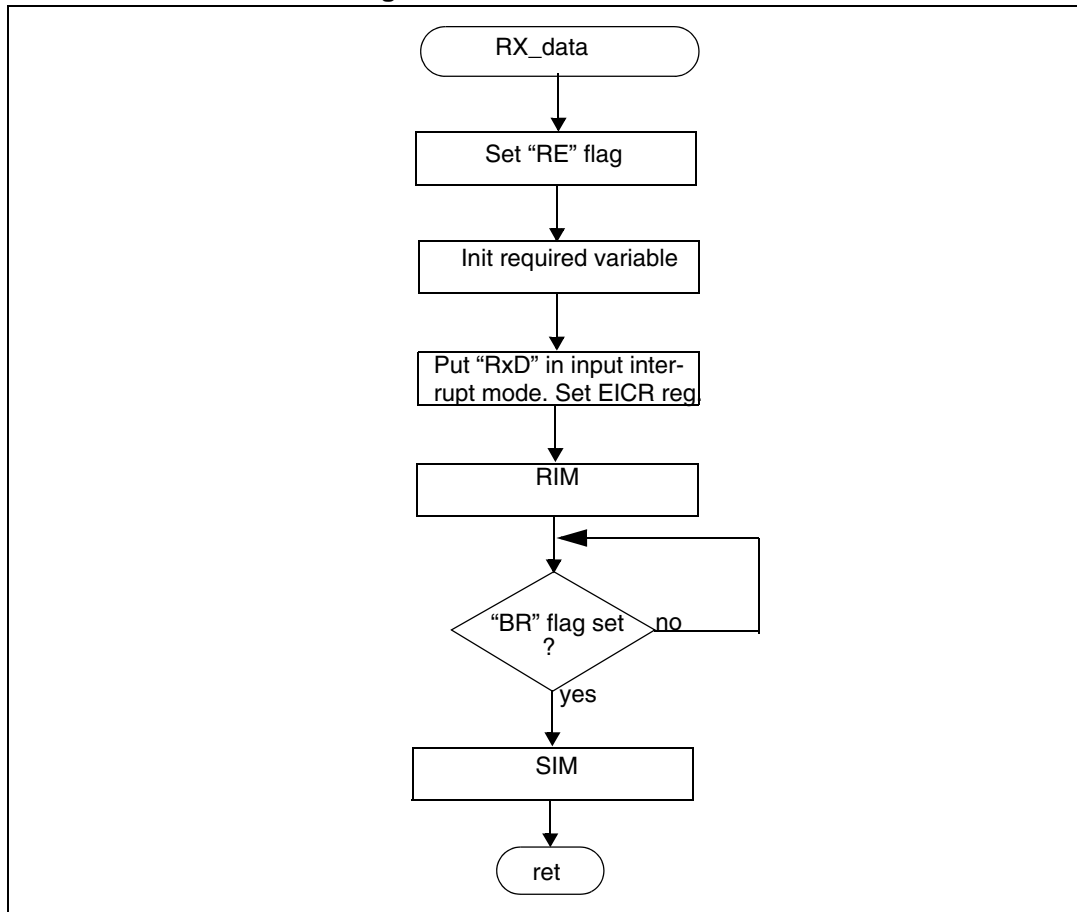 RX_data
Set “RE” flag
Init required variable
Put “RxD” in input inter-
rupt mode. Set EICR reg.
RIM
“BR” flag set
?
no
yes
SIM
ret